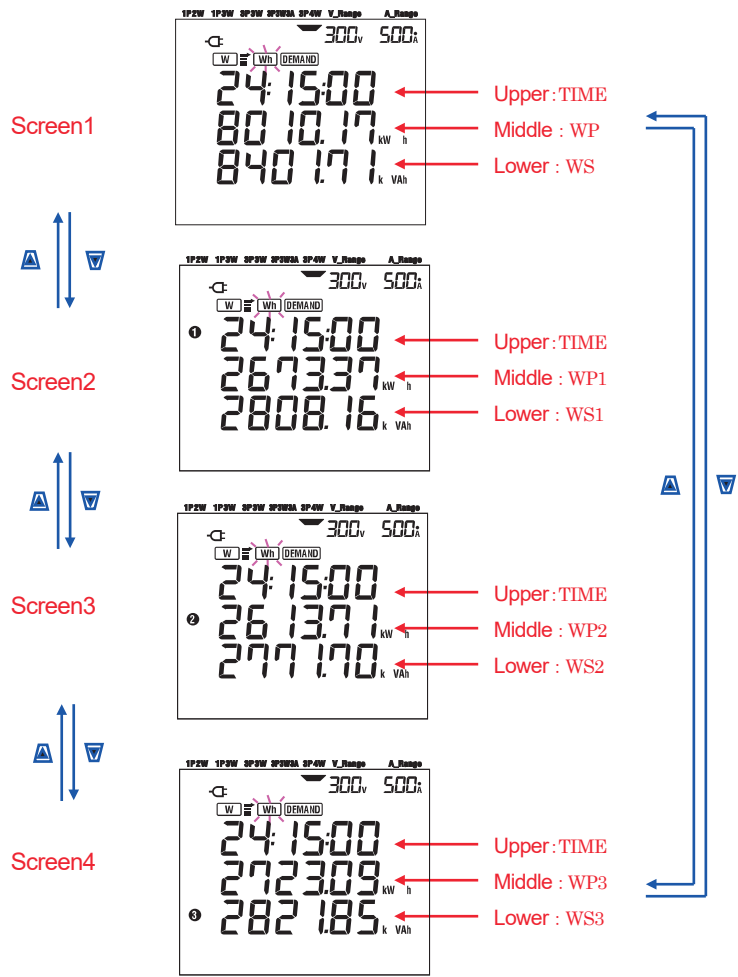 1P2W 1P3W 3P3W 3P3W3A 3P4W V_Range A_Range
300V 500A
W Wh DEMAND
24:15:00 Upper:TIME
Screen1 8010.17 kW h Middle : WP
8401.71 k VAh Lower : WS
1P2W 1P3W 3P3W 3P3W3A 3P4W V_Range A_Range
300V 500A
W Wh DEMAND
❶ 24:15:00 Upper:TIME
Screen2 2673.37 kW h Middle : WP1
2808.16 k VAh Lower : WS1
1P2W 1P3W 3P3W 3P3W3A 3P4W V_Range A_Range
300V 500A
W Wh DEMAND
24:15:00 Upper:TIME
Screen3 ❷ 2613.71 kW h Middle : WP2
2771.70 k VAh Lower : WS2
1P2W 1P3W 3P3W 3P3W3A 3P4W V_Range A_Range
300V 500A
W Wh DEMAND
24:15:00 Upper:TIME
Screen4 2723.09 kW h Middle : WP3
❸ 2821.85 k VAh Lower : WS3